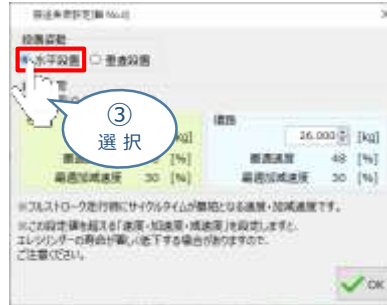 搬送負荷設定[軸 No.0]
設置姿勢
水平設置 垂直設置
③
選択
[kg]
復路
26.000 [kg]
[%]
最適速度 48 [%]
最適加減速度 30 [%]
最適加減速度 30 [%]
※フルストローク走行時にサイクルタイムが最短となる速度・加減速度です。
※この設定値を超える「速度・加速度・減速度」を設定しますと、
エレシリンダーの寿命が著しく低下する場合がありますので、
ご注意ください。
OK